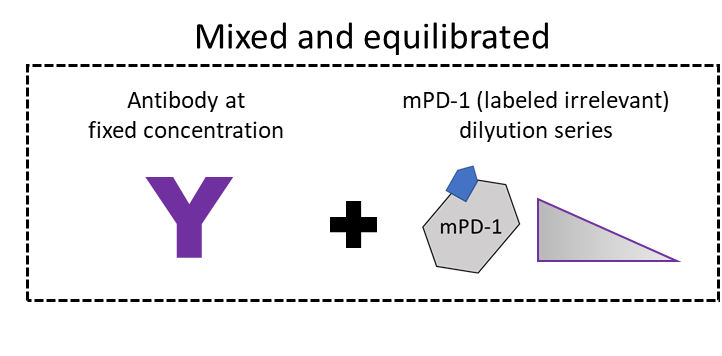 Mixed and equilibrated
Antibody at
fixed concentration
mPD-1 (labeled irrelevant)
dilyution series
Y
mPD-1